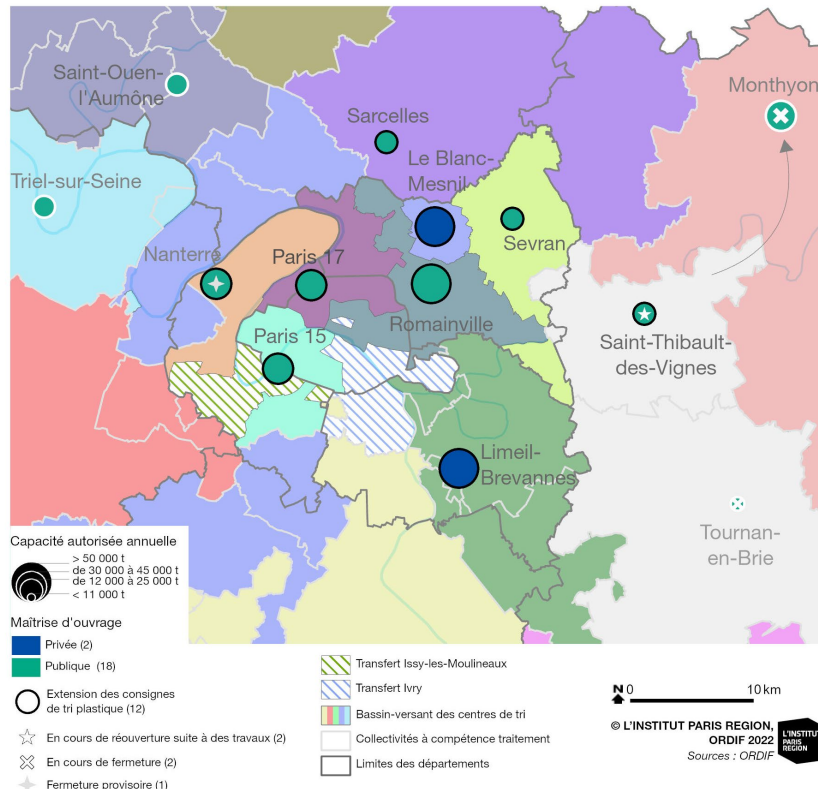 Saint-Ouen-
l'Aumône
Monthyon
Sarcelles
Le Blanc-
Mesnil
Triel-sur-Seine
Sevran
Nanterre
Paris 17
Romainville
Paris 15
Saint-Thibault-
des-Vignes
Limeil-
Brevannes
Tournan-
en-Brie
Capacité autorisée annuelle
> 50 000 t
de 30 000 à 45 000 t
de 12 000 à 25 000 t
< 11 000 t
Maîtrise d'ouvrage
Privée (2)
Publique (18)
Extension des consignes
de tri plastique (12)
En cours de réouverture suite à des travaux (2)
En cours de fermeture (2)
Fermeture provisoire (1)
Transfert Issy-les-Moulineaux
Transfert Ivry
Bassin-versant des centres de tri
Collectivités à compétence traitement
Limites des départements
N 0 10 km
© L'INSTITUT PARIS REGION,
ORDIF 2022
Sources : ORDIF
L'INSTITUT
PARIS
REGION